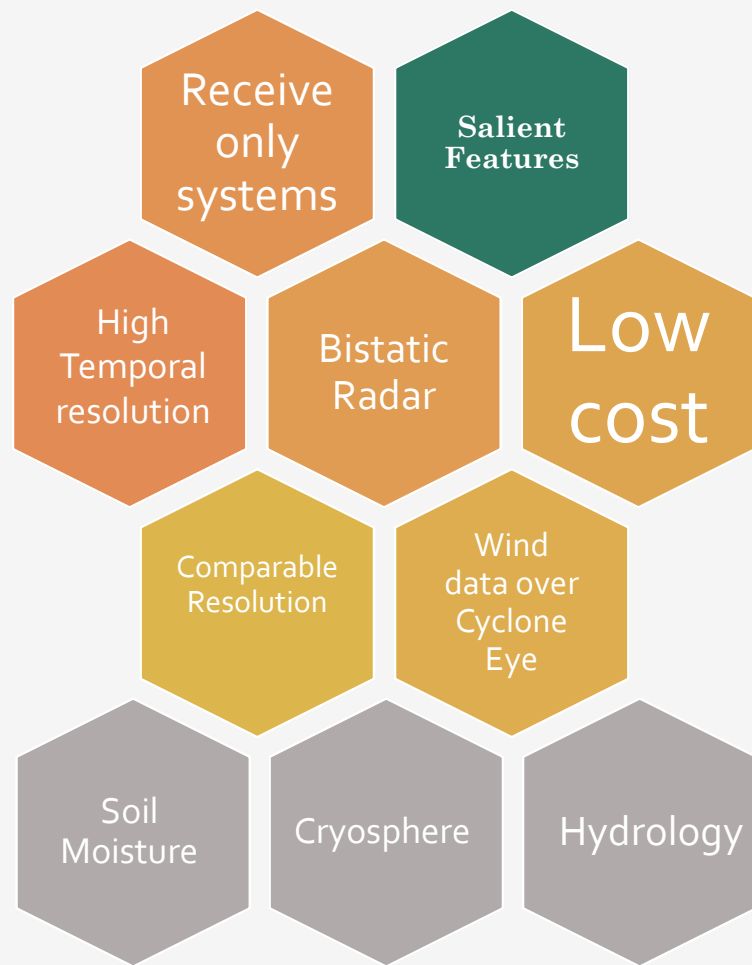 Receive
only
systems
Salient
Features
High
Temporal
resolution
Bistatic
Radar
Low
cost
Comparable
Resolution
Wind
data over
Cyclone
Eye
Soil
Moisture
Cryosphere
Hydrology